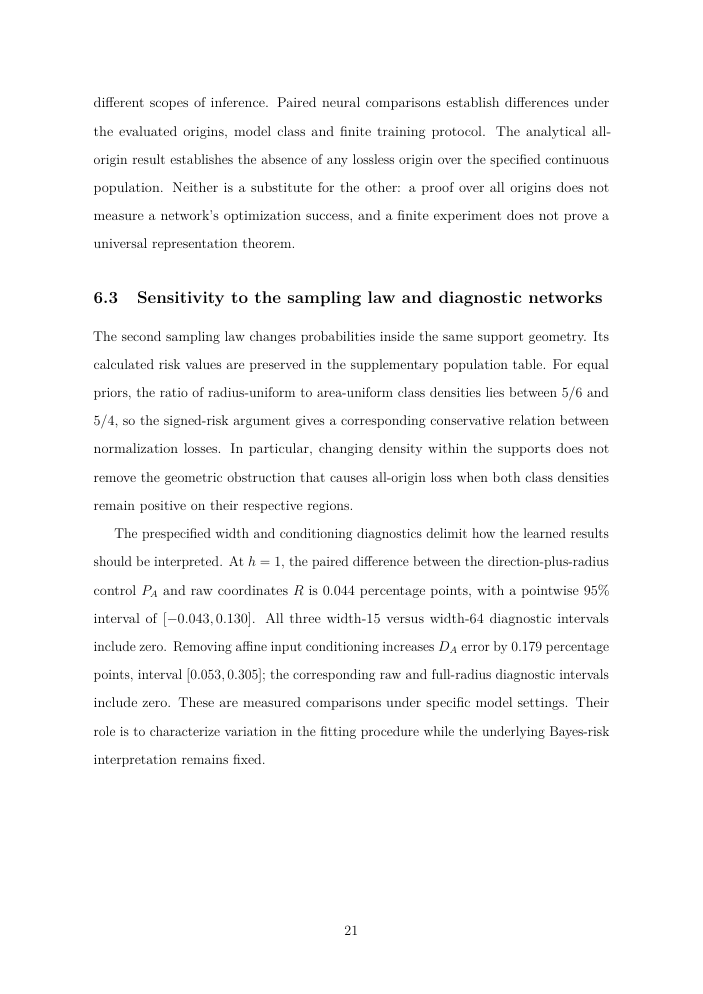 different scopes of inference. Paired neural comparisons establish differences under
the evaluated origins, model class and finite training protocol. The analytical all-
origin result establishes the absence of any lossless origin over the specified continuous
population. Neither is a substitute for the other: a proof over all origins does not
measure a network's optimization success, and a finite experiment does not prove a
universal representation theorem.
6.3 Sensitivity to the sampling law and diagnostic networks
The second sampling law changes probabilities inside the same support geometry. Its
calculated risk values are preserved in the supplementary population table. For equal
priors, the ratio of radius-uniform to area-uniform class densities lies between 5/6 and
5/4, so the signed-risk argument gives a corresponding conservative relation between
normalization losses. In particular, changing density within the supports does not
remove the geometric obstruction that causes all-origin loss when both class densities
remain positive on their respective regions.
The prespecified width and conditioning diagnostics delimit how the learned results
should be interpreted. At h = 1, the paired difference between the direction-plus-radius
control P_A and raw coordinates R is 0.044 percentage points, with a pointwise 95%
interval of [−0.043, 0.130]. All three width-15 versus width-64 diagnostic intervals
include zero. Removing affine input conditioning increases D_A error by 0.179 percentage
points, interval [0.053, 0.305]; the corresponding raw and full-radius diagnostic intervals
include zero. These are measured comparisons under specific model settings. Their
role is to characterize variation in the fitting procedure while the underlying Bayes-risk
interpretation remains fixed.
21